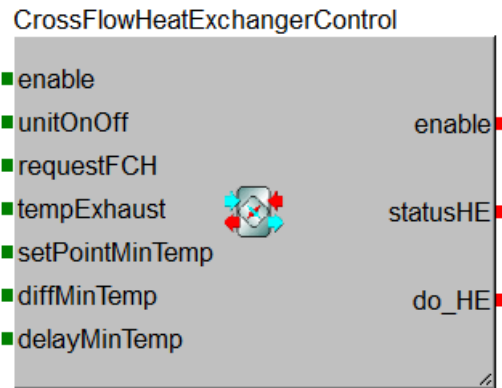 CrossFlowHeatExchangerControl
enable
unitOnOff
enable
requestFCH
tempExhaust
statusHE
setPointMinTemp
diffMinTemp
do_HE
delayMinTemp